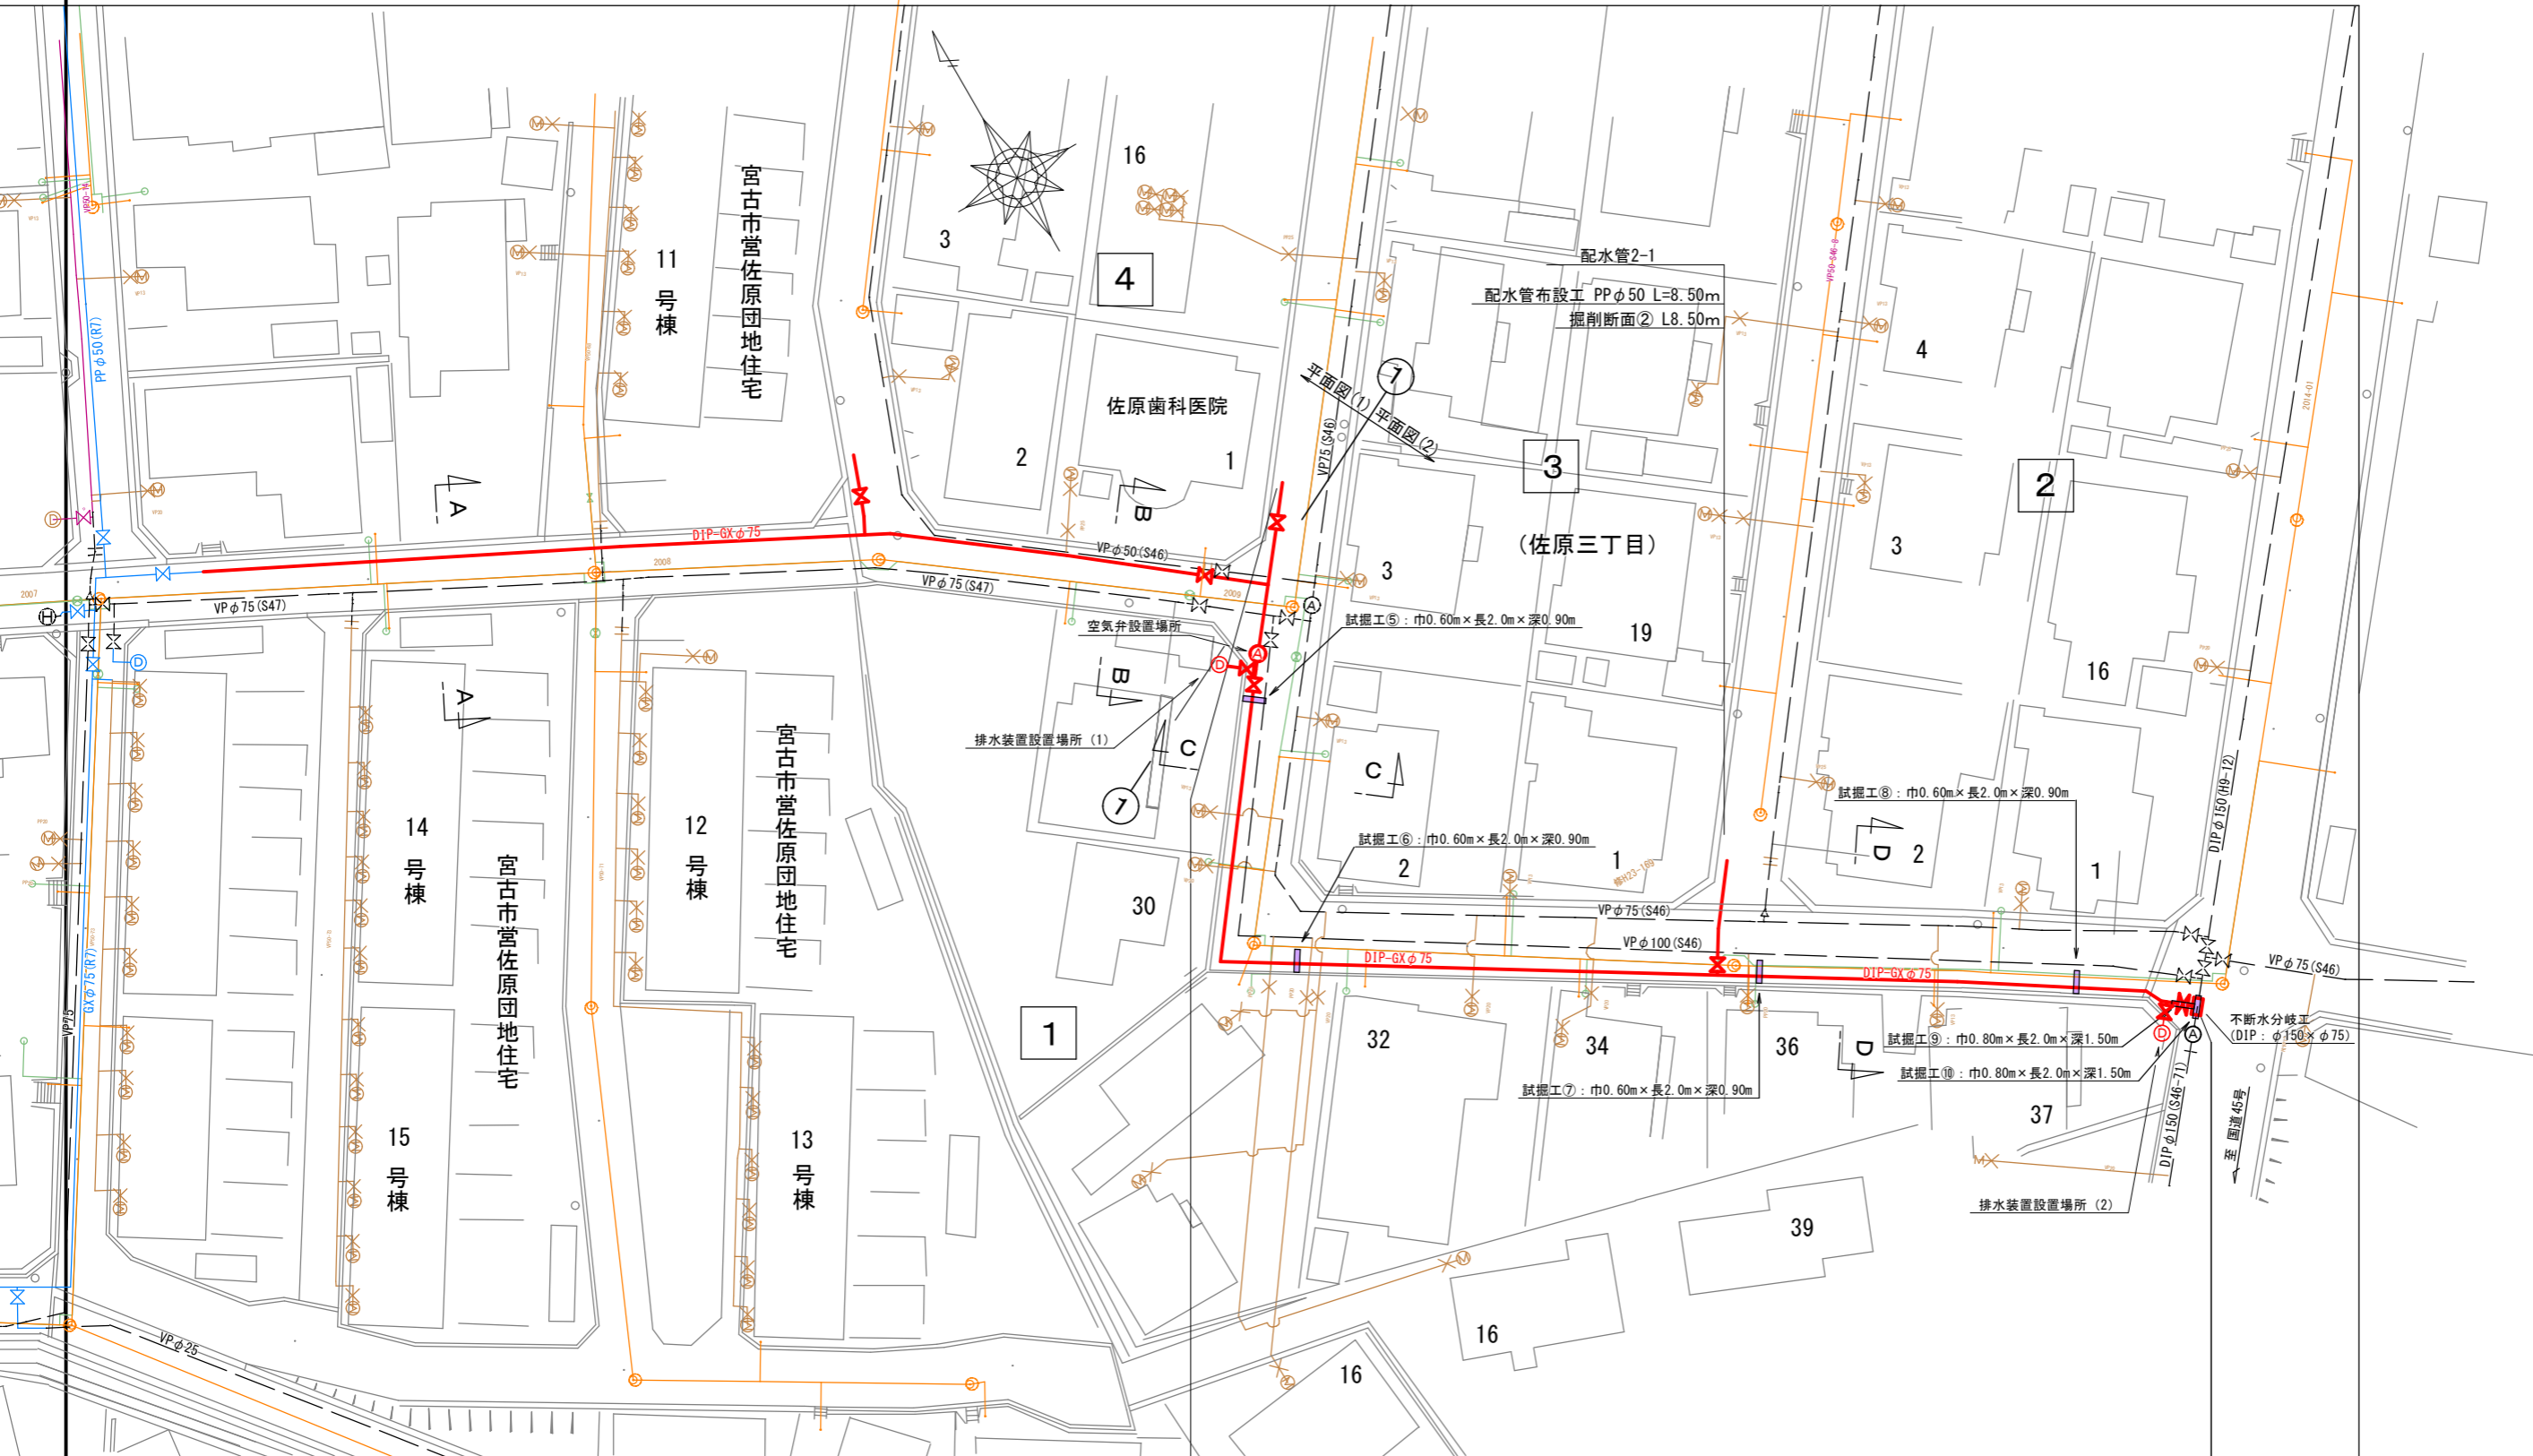 宮古市営佐原団地住宅
11
号棟
3
16
4
配水管2-1
配水管布設工 PPφ50 L=8.50m
掘削断面② L8.50m
VP50-S46-8
4
2
2014-01
PPφ50(R7)
佐原歯科医院
2
1
平面図(1)
平面図(2)
1
VP75(S46)
3
(佐原三丁目)
3
3
19
16
A
B
DIP-GXφ75
VPφ50(S46)
VPφ75(S47)
2007
2008
2009
VPφ75(S47)
H
D
D
A
A
空気弁設置場所
試掘工⑤:巾0.60m×長2.0m×深0.90m
D
A
B
排水装置設置場所 (1)
C
C
1
14
号棟
宮古市営佐原団地住宅
12
号棟
宮古市営佐原団地住宅
試掘工⑥:巾0.60m×長2.0m×深0.90m
試掘工⑧:巾0.60m×長2.0m×深0.90m
DIPφ150(H9-12)
D
2
1
2
1
30
VPφ75(S46)
VPφ100(S46)
VPφ75(S46)
DIP-GXφ75
DIP-GXφ75
GXφ75(R7)
VP75
1
32
34
36
37
D
D
A
不断水分岐工
(DIP: φ150×φ75)
試掘工⑨:巾0.80m×長2.0m×深1.50m
試掘工⑩:巾0.80m×長2.0m×深1.50m
試掘工⑦:巾0.60m×長2.0m×深0.90m
DIPφ150(S46-71)
至 国道45号
排水装置設置場所 (2)
15
号棟
13
号棟
39
16
16
VPφ25